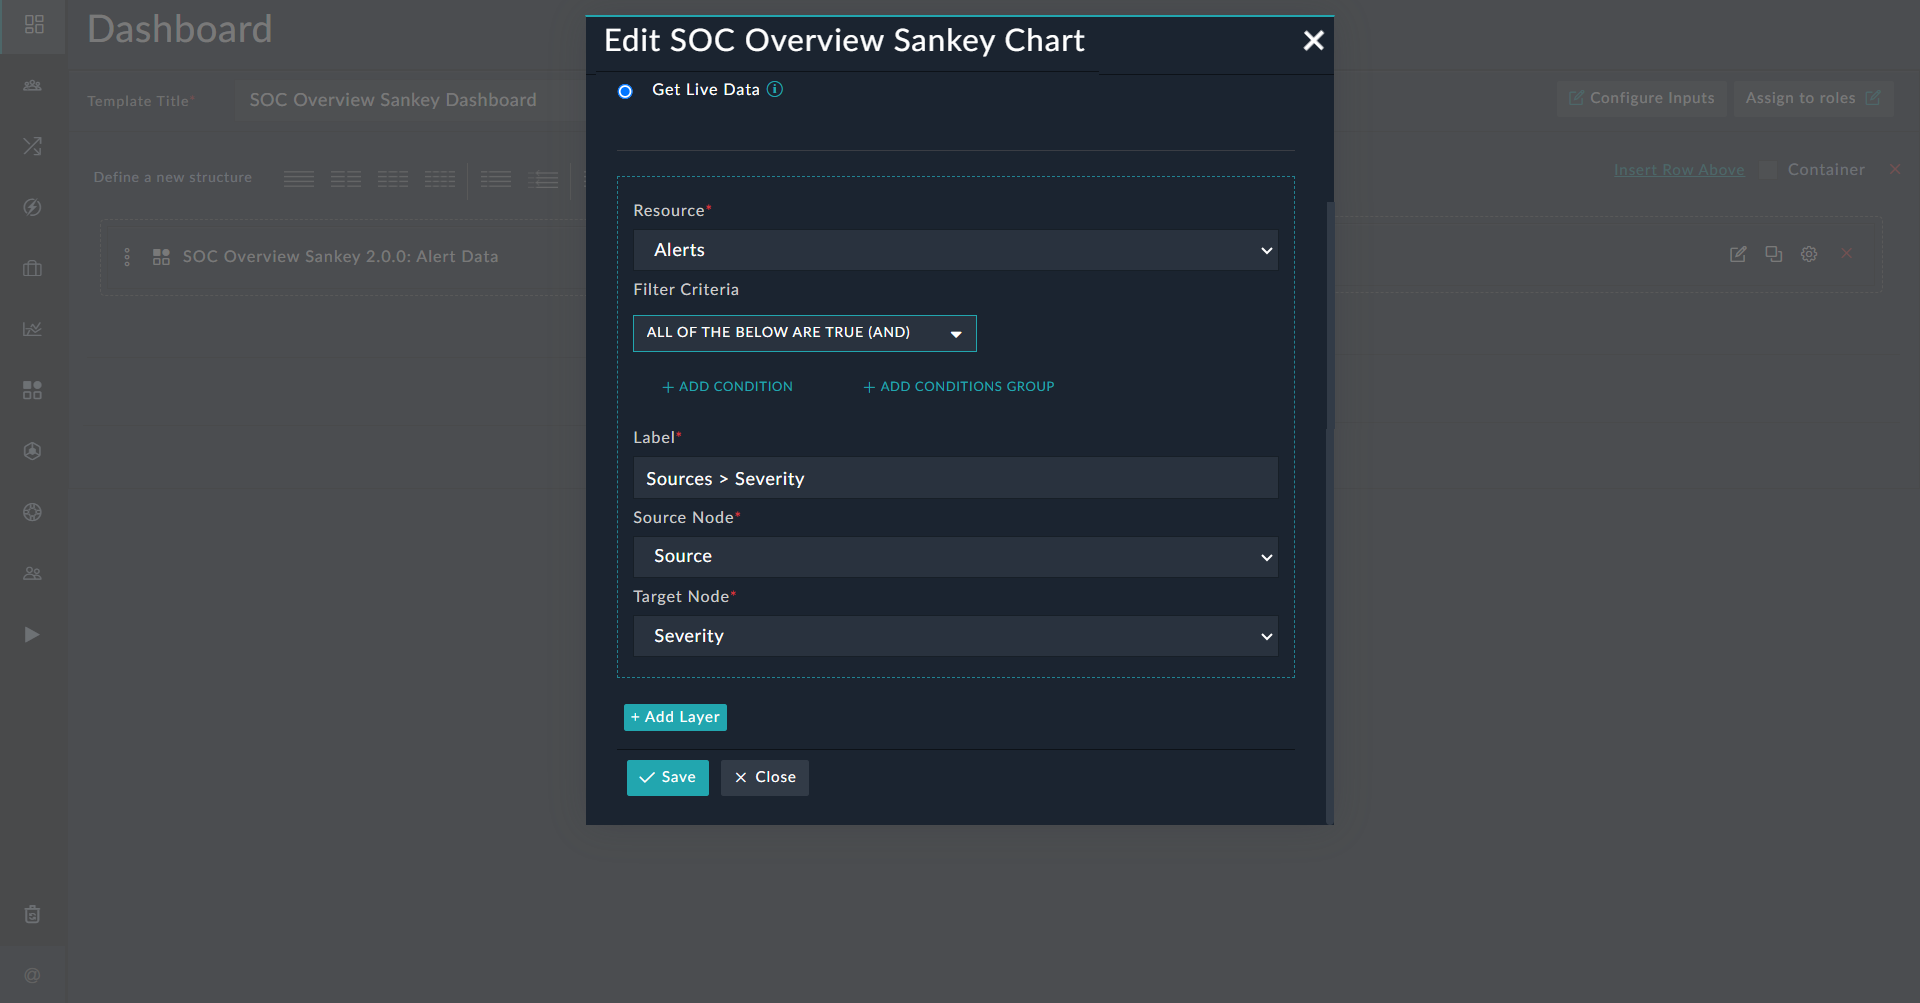 Dashboard
Edit SOC Overview Sankey Chart
Get Live Data
Template Title*
SOC Overview Sankey Dashboard
Configure Inputs
Assign to roles
Define a new structure
Insert Row Above
Container
SOC Overview Sankey 2.0.0: Alert Data
Resource*
Alerts
Filter Criteria
ALL OF THE BELOW ARE TRUE (AND)
+ ADD CONDITION
+ ADD CONDITIONS GROUP
Label*
Sources > Severity
Source Node*
Source
Target Node*
Severity
+ Add Layer
Save
Close